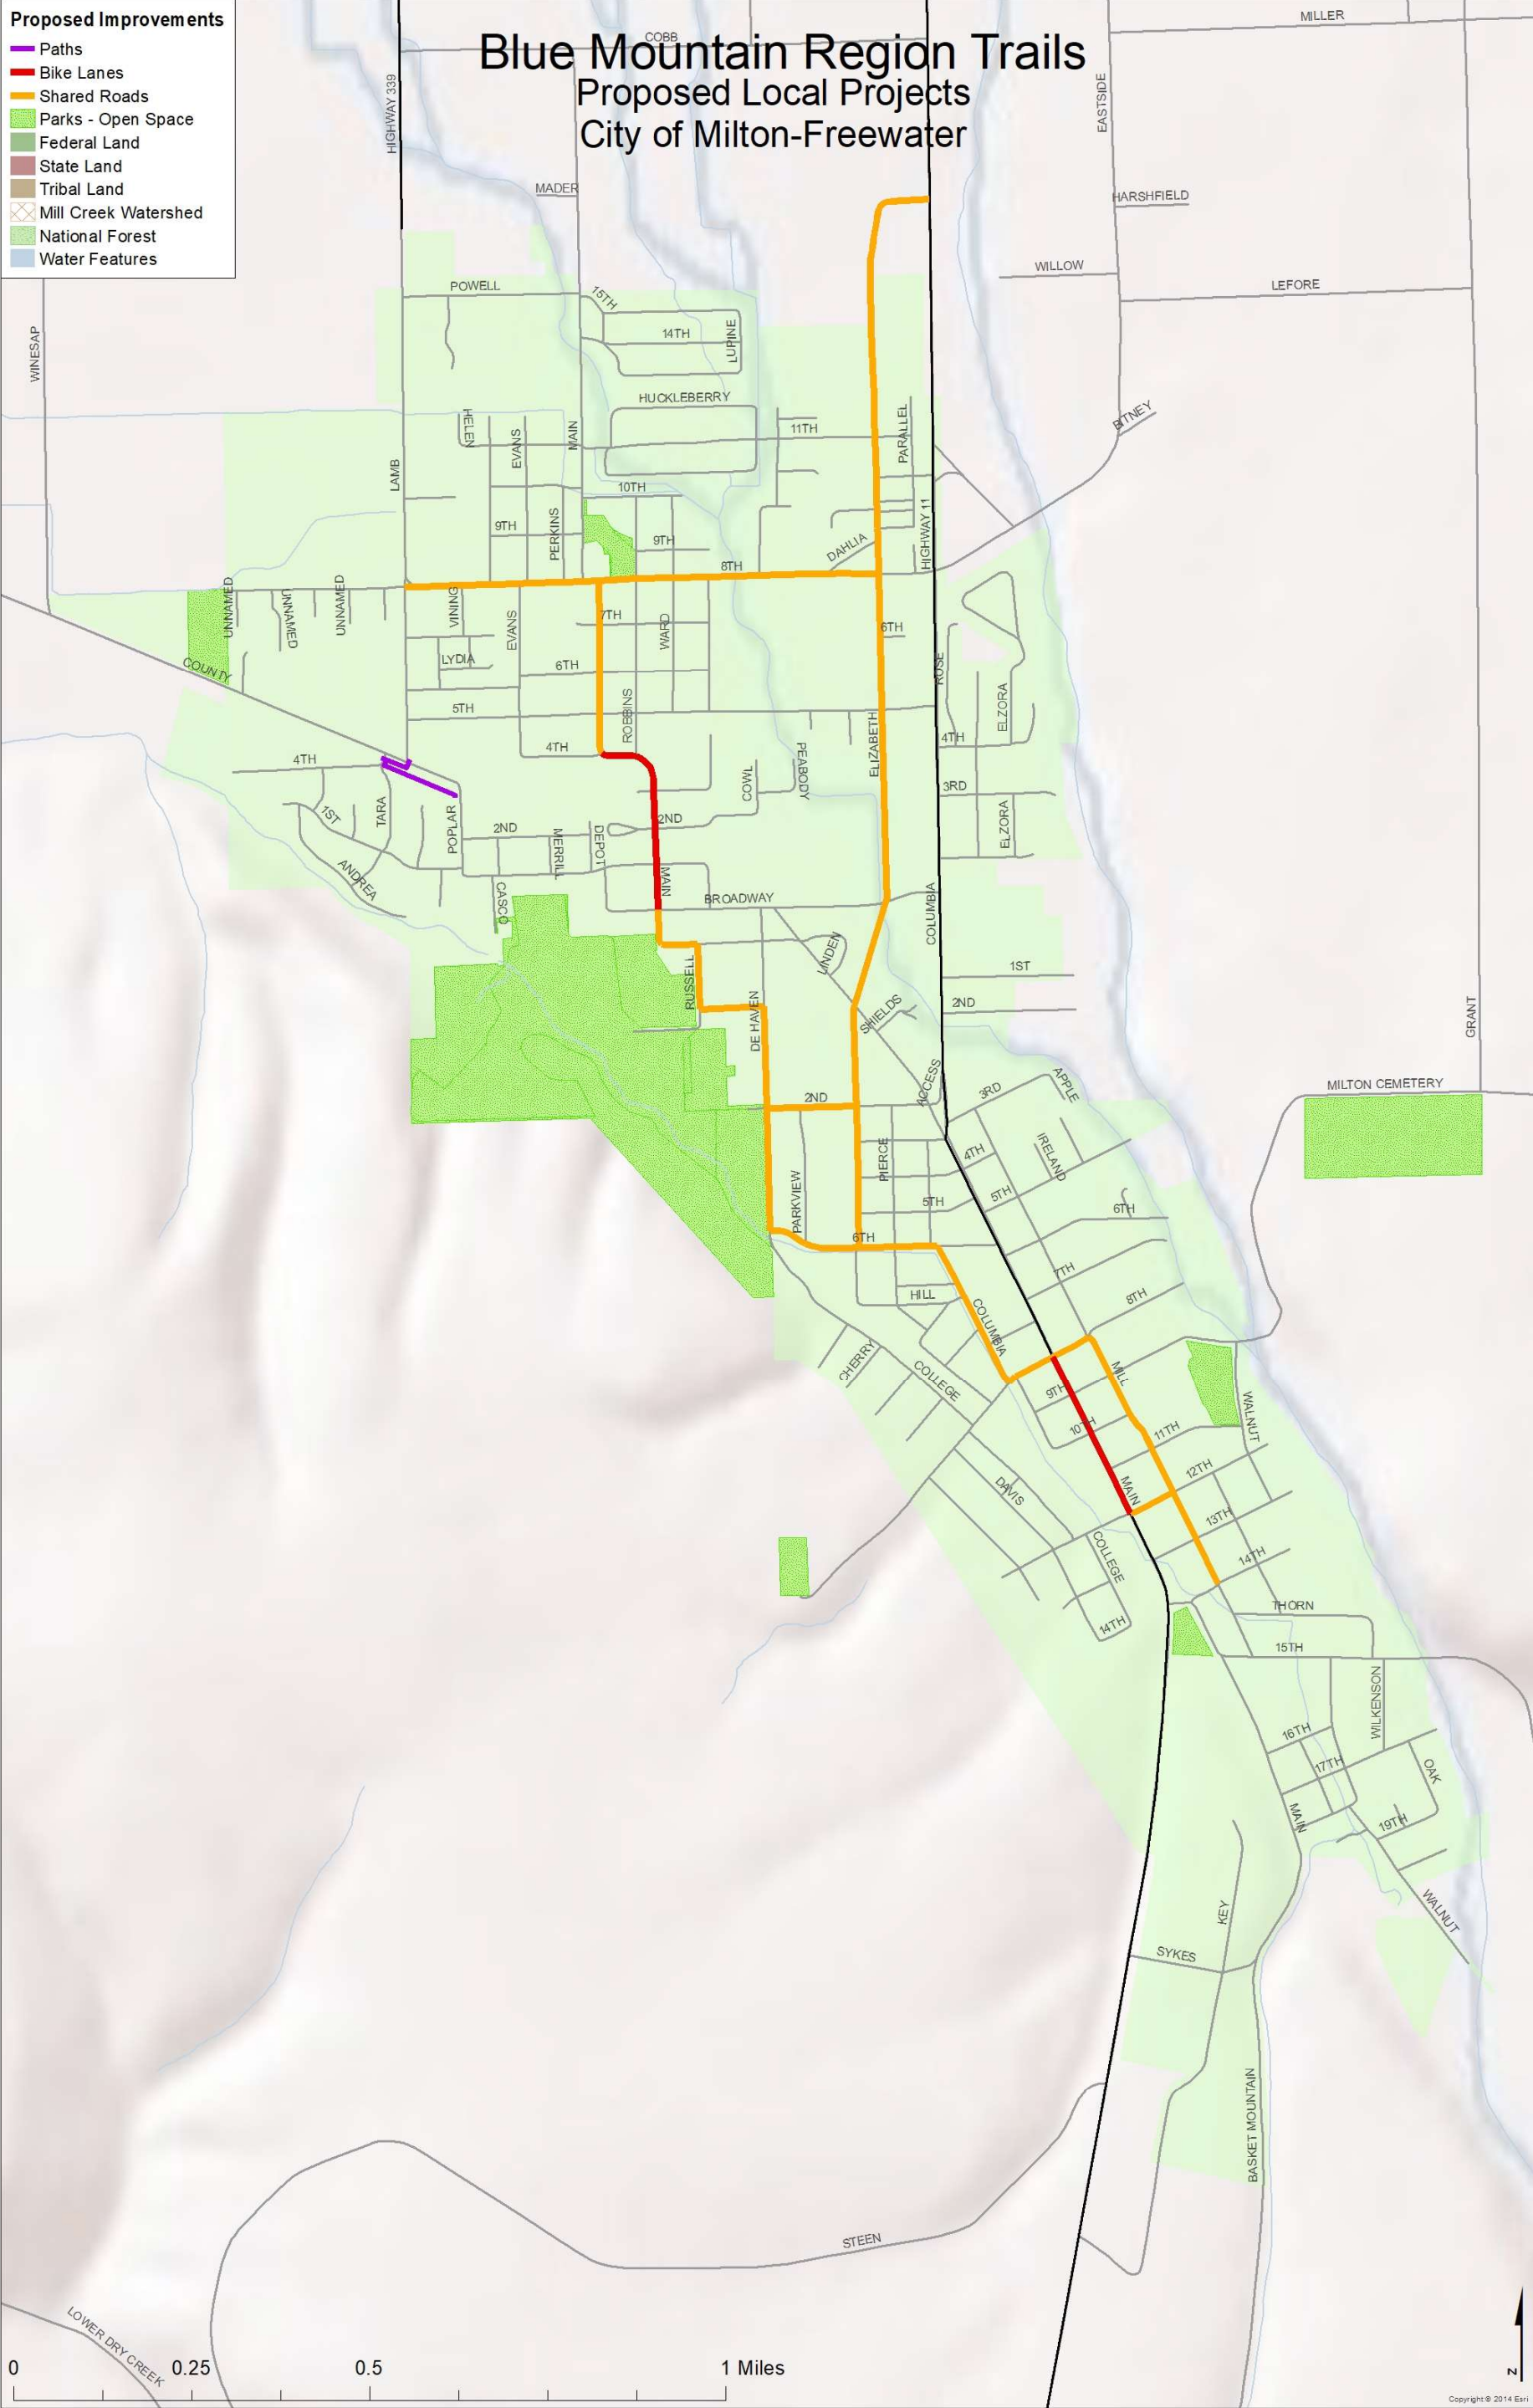 Proposed Improvements
Paths
Bike Lanes
Shared Roads
Parks - Open Space
Federal Land
State Land
Tribal Land
Mill Creek Watershed
National Forest
Water Features
Blue Mountain Region Trails
Proposed Local Projects
City of Milton-Freewater
COBB
MILLER
HIGHWAY 339
EASTSIDE
MADER
HARSHFIELD
WILLOW
LEFORE
POWELL
15TH
14TH
LUPINE
WINESAP
HUCKLEBERRY
HELEN
EVANS
MAIN
11TH
PARALLEL
BITNEY
LAMB
10TH
9TH
PERKINS
9TH
DAHLIA
HIGHWAY 11
8TH
UNNAMED
UNNAMED
UNNAMED
VINING
EVANS
7TH
WARD
6TH
LYDIA
6TH
COUNTY
ROSE
5TH
ROBBINS
ELZORA
4TH
4TH
4TH
ELIZABETH
PEABODY
COWL
3RD
TARA
1ST
POPLAR
2ND
MERRILL
DEPOT
2ND
ELZORA
ANDREA
CASCO
MAIN
BROADWAY
COLUMBIA
LINDEN
RUSSELL
1ST
2ND
DE HAVEN
SHIELDS
GRANT
ACCESS
3RD
APPLE
MILTON CEMETERY
2ND
PIERCE
4TH
IRELAND
PARKVIEW
5TH
5TH
6TH
6TH
7TH
HILL
8TH
COLUMBIA
CHERRY
COLLEGE
9TH
MILL
10TH
WALNUT
11TH
12TH
DAVIS
MAIN
13TH
COLLEGE
14TH
THORN
14TH
15TH
WILKENSON
16TH
17TH
OAK
MAIN
19TH
KEY
WALNUT
SYKES
BASKET MOUNTAIN
STEEN
LOWER DRY CREEK
0 0.25 0.5 1 Miles
N
Copyright:© 2014 Esri